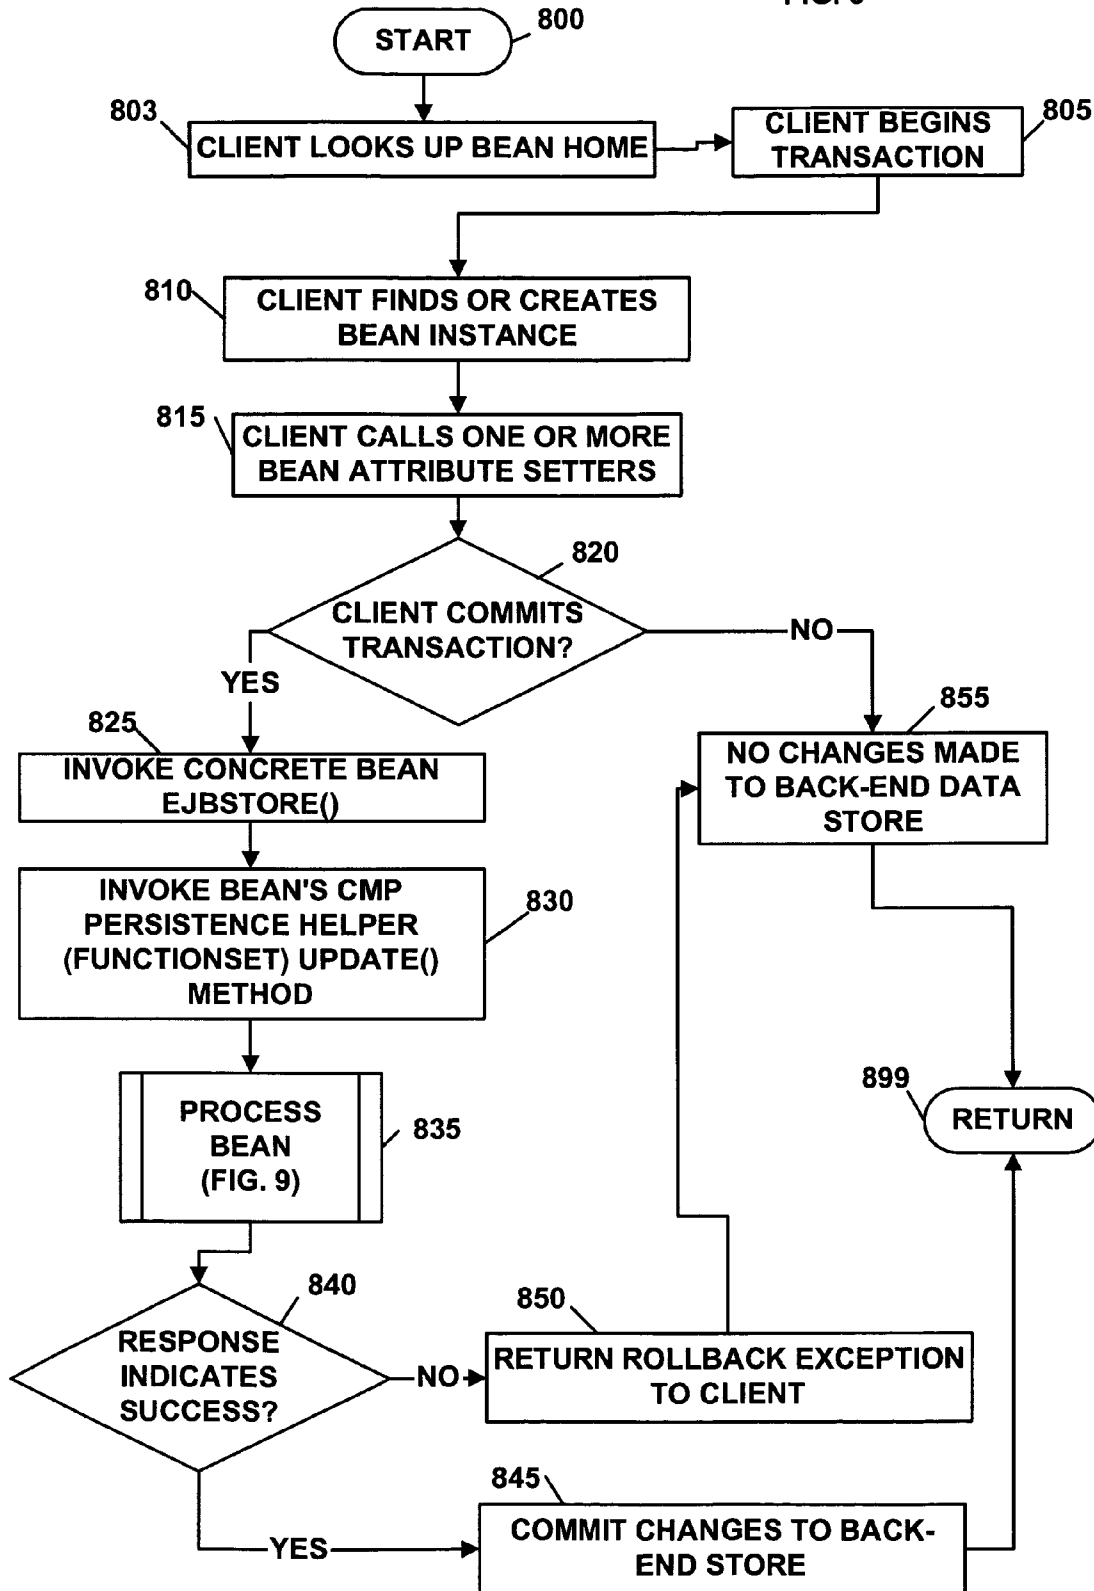 START
800
803
CLIENT LOOKS UP BEAN HOME
CLIENT BEGINS
TRANSACTION
805
810
CLIENT FINDS OR CREATES
BEAN INSTANCE
815
CLIENT CALLS ONE OR MORE
BEAN ATTRIBUTE SETTERS
820
CLIENT COMMITS
TRANSACTION?
NO
YES
825
INVOKE CONCRETE BEAN
EJBSTORE()
855
NO CHANGES MADE
TO BACK-END DATA
STORE
INVOKE BEAN'S CMP
PERSISTENCE HELPER
(FUNCTIONSET) UPDATE()
METHOD
830
PROCESS
BEAN
(FIG. 9)
835
899
RETURN
840
RESPONSE
INDICATES
SUCCESS?
NO
850
RETURN ROLLBACK EXCEPTION
TO CLIENT
YES
845
COMMIT CHANGES TO BACK-
END STORE